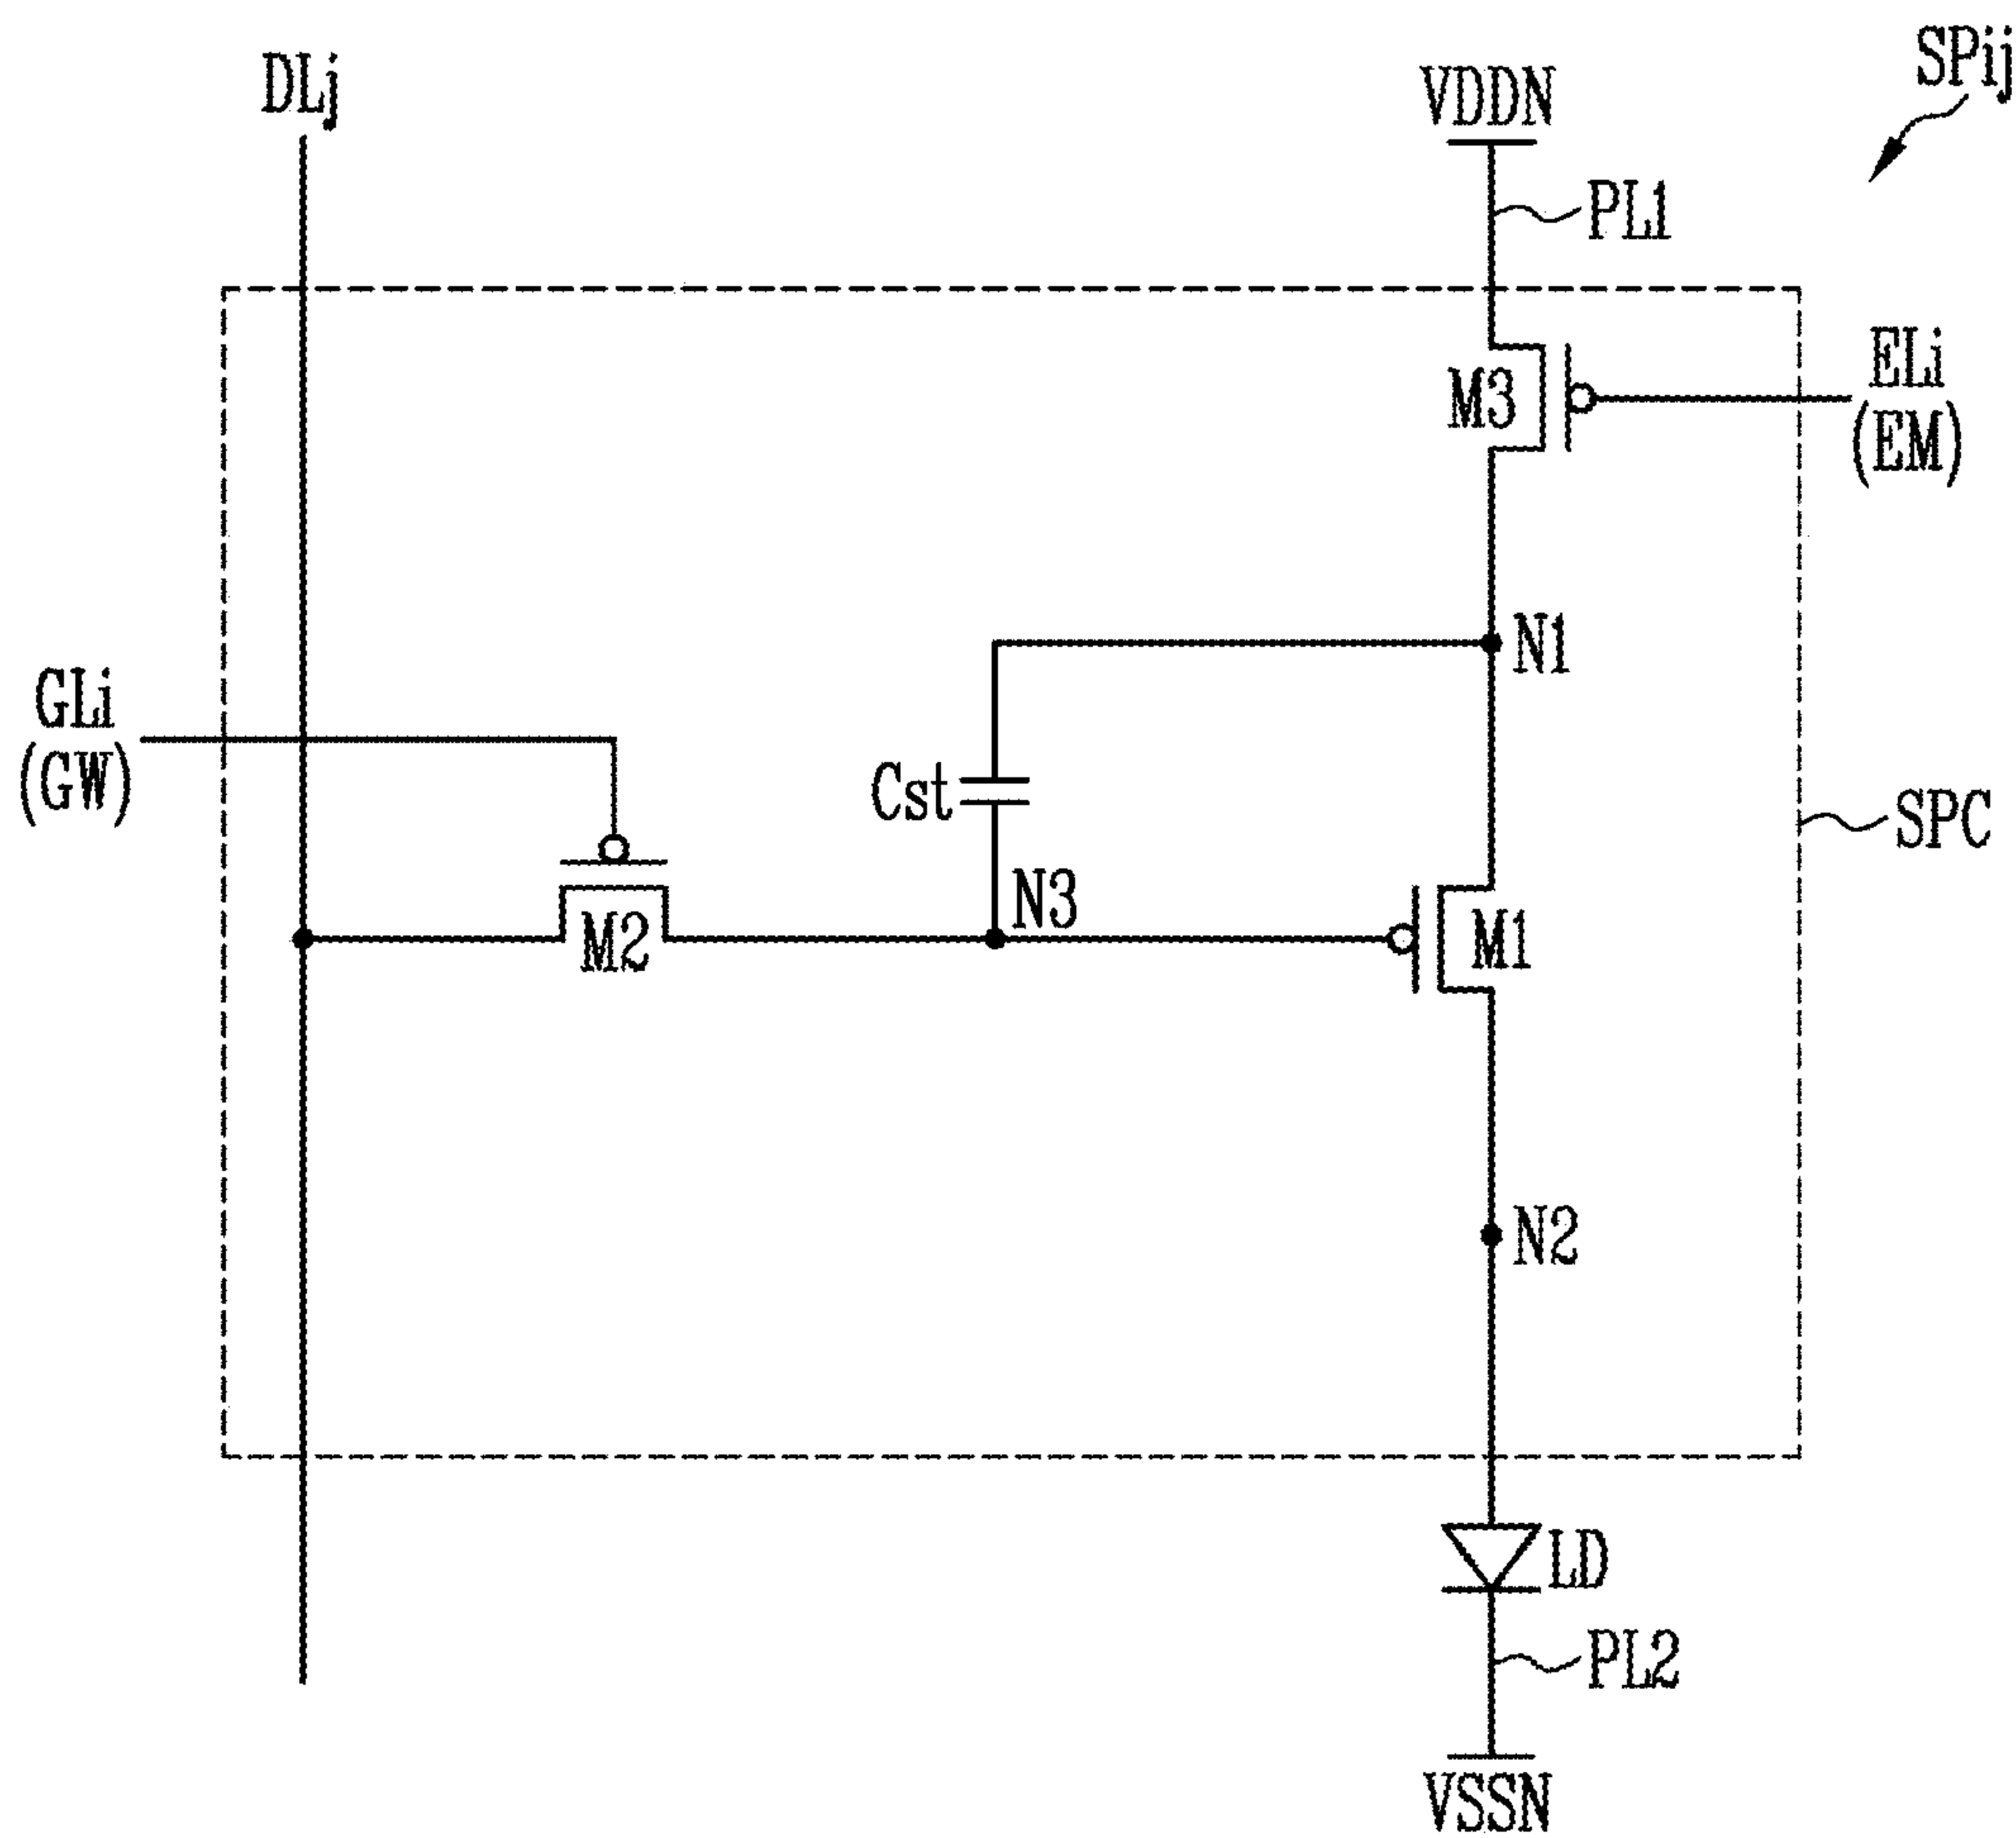 SPij
DLj
VDDN
PL1
M3
ELi
(EM)
N1
GLi
(GW)
Cst
SPC
N3
M2
M1
N2
LD
PL2
VSSN